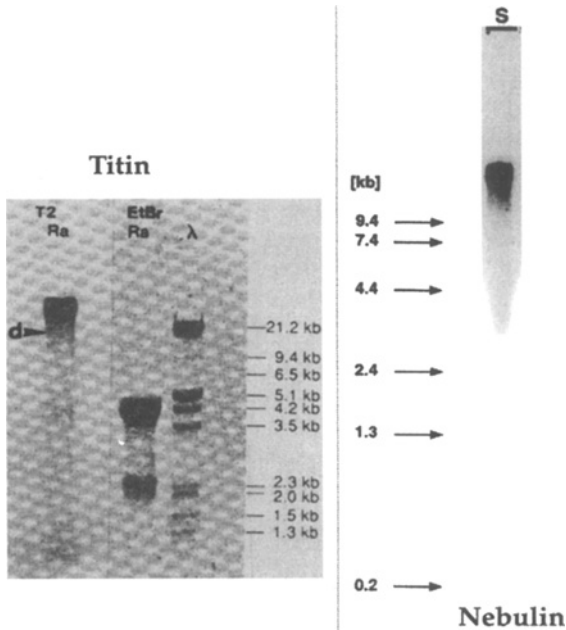 Titin
T2
Ra
EtBr
Ra
λ
d
21.2 kb
9.4 kb
6.5 kb
5.1 kb
4.2 kb
3.5 kb
2.3 kb
2.0 kb
1.5 kb
1.3 kb
S
[kb]
9.4
7.4
4.4
2.4
1.3
0.2
Nebulin